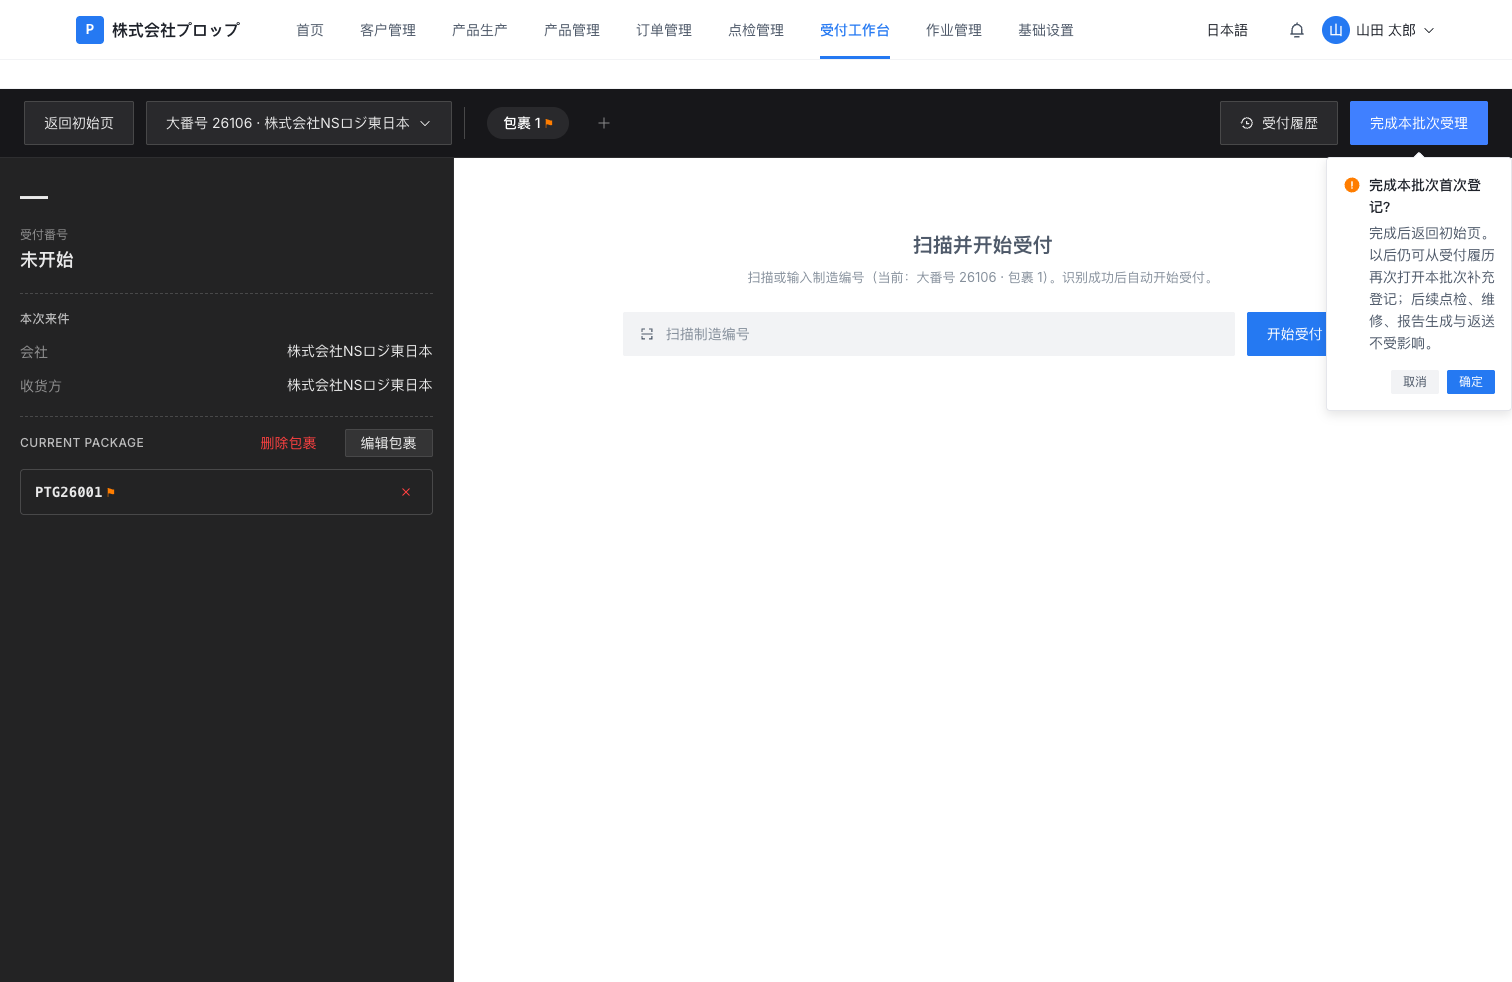 P 株式会社プロップ 首页 客户管理 产品生产 产品管理 订单管理 点检管理 受付工作台 作业管理 基础设置 日本語 山 山田 太郎
返回初始页 大番号 26106 · 株式会社NSロジ東日本 包裹 1 受付履歴 完成本批次受理
受付番号
未开始
本次来件
会社 株式会社NSロジ東日本
收货方 株式会社NSロジ東日本
CURRENT PACKAGE 删除包裹 编辑包裹
PTG26001
扫描并开始受付
扫描或输入制造编号（当前：大番号 26106 · 包裹 1）。识别成功后自动开始受付。
扫描制造编号 开始受付
完成本批次首次登
记?
完成后返回初始页。
以后仍可从受付履历
再次打开本批次补充
登记；后续点检、维
修、报告生成与返送
不受影响。
取消 确定